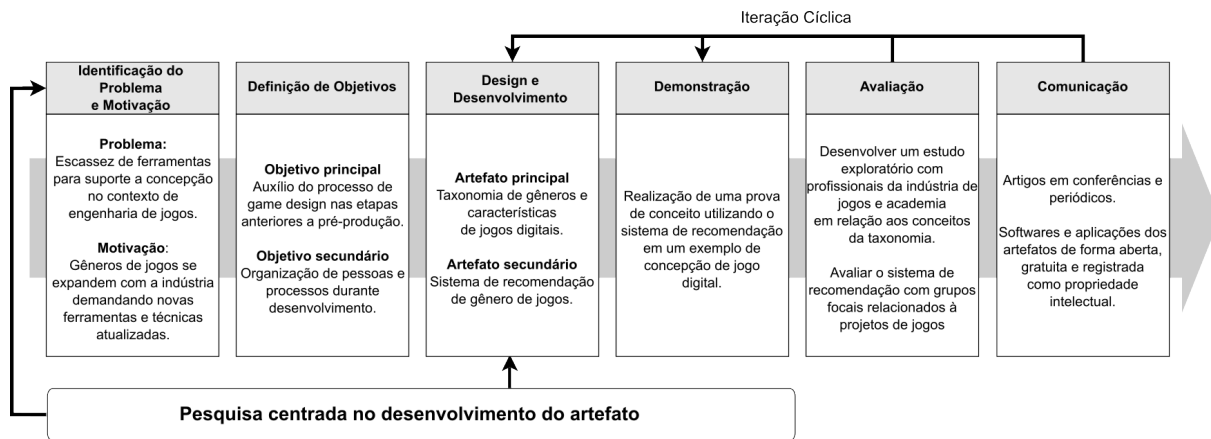 Iteração Cíclica
Identificação do
Problema
e Motivação
Problema:
Escassez de ferramentas
para suporte a concepção
no contexto de
engenharia de jogos.
Motivação:
Gêneros de jogos se
expandem com a indústria
demandando novas
ferramentas e técnicas
atualizadas.
Definição de Objetivos
Objetivo principal
Auxílio do processo de
game design nas etapas
anteriores a pré-produção.
Objetivo secundário
Organização de pessoas e
processos durante
desenvolvimento.
Design e
Desenvolvimento
Artefato principal
Taxonomia de gêneros e
características
de jogos digitais.
Artefato secundário
Sistema de recomendação
de gênero de jogos.
Demonstração
Realização de uma prova
de conceito utilizando o
sistema de recomendação
em um exemplo de
concepção de jogo
digital.
Avaliação
Desenvolver um estudo
exploratório com
profissionais da indústria de
jogos e academia
em relação aos conceitos
da taxonomia.
Avaliar o sistema de
recomendação com grupos
focais relacionados à
projetos de jogos
Comunicação
Artigos em conferências e
periódicos.
Softwares e aplicações dos
artefatos de forma aberta,
gratuita e registrada
como propriedade
intelectual.
Pesquisa centrada no desenvolvimento do artefato